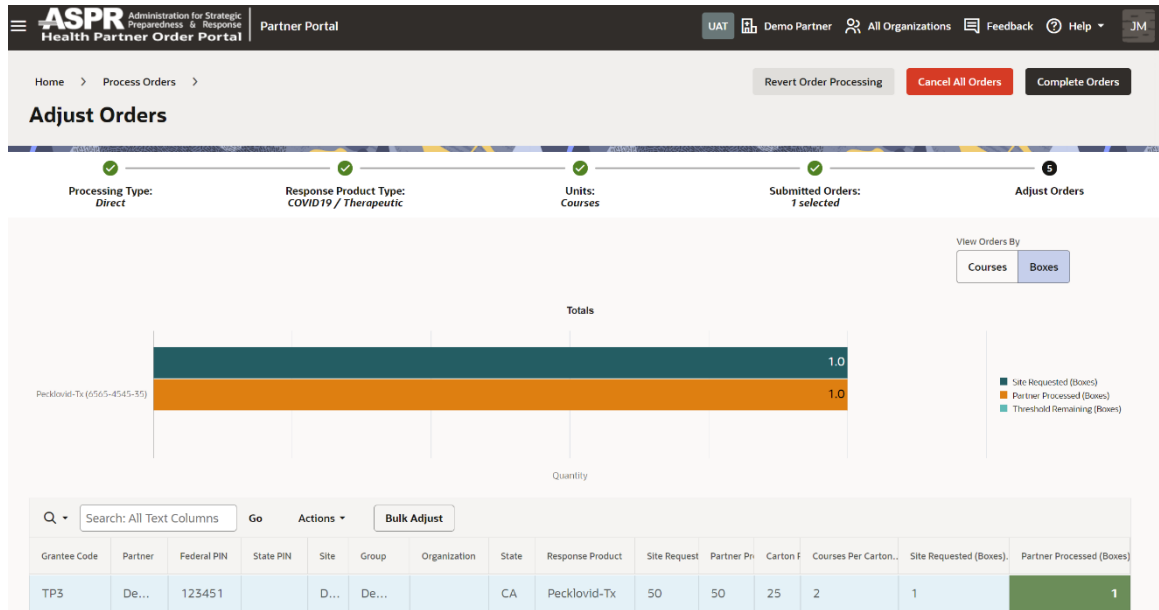 ASPR Administration for Strategic Preparedness & Response
Health Partner Order Portal
Partner Portal
UAT Demo Partner All Organizations Feedback Help JM
Home > Process Orders >
Revert Order Processing Cancel All Orders Complete Orders
Adjust Orders
5
Processing Type: Response Product Type: Units: Submitted Orders: Adjust Orders
Direct COVID19 / Therapeutic Courses 1 selected
View Orders By
Courses Boxes
Totals
1.0
1.0
Pecklovid-Tx (6565-4545-35)
Site Requested (Boxes)
Partner Processed (Boxes)
Threshold Remaining (Boxes)
Quantity
Search: All Text Columns Go Actions Bulk Adjust
Grantee Code Partner Federal PIN State PIN Site Group Organization State Response Product Site Request Partner Pr Carton Courses Per Carton.. Site Requested (Boxes). Partner Processed (Boxes)
TP3 De... 123451 D... De... CA Pecklovid-Tx 50 50 25 2 1 1